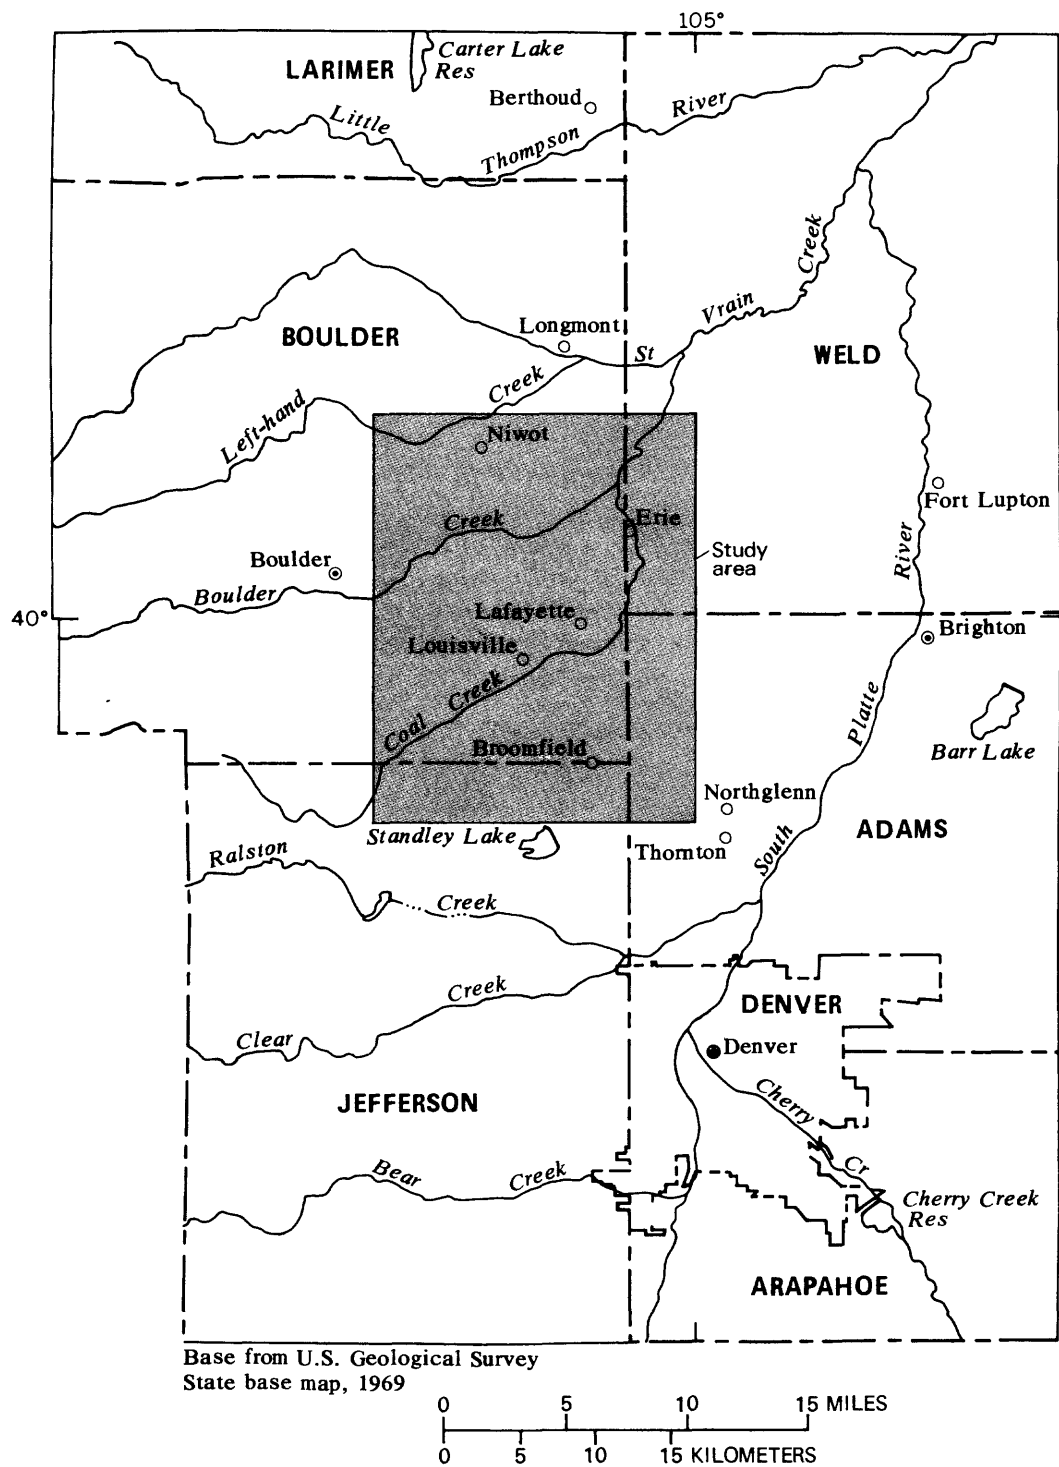 105°
LARIMER
Carter Lake
Res
Berthoud
Little
Thompson
River
Creek
Vrain
St
Longmont
BOULDER
WELD
Creek
Left-hand
Niwot
Fort Lupton
Creek
Erie
Study
area
River
Boulder
Boulder
40°
Lafayette
Brighton
Louisville
Coal Creek
Platte
Barr Lake
Broomfield
Northglenn
ADAMS
Standley Lake
Thornton
South
Ralston
Creek
Creek
DENVER
Clear
Denver
JEFFERSON
Cherry
Cr
Bear
Creek
Cherry Creek
Res
ARAPAHOE
Base from U.S. Geological Survey
State base map, 1969
0 5 10 15 MILES
0 5 10 15 KILOMETERS